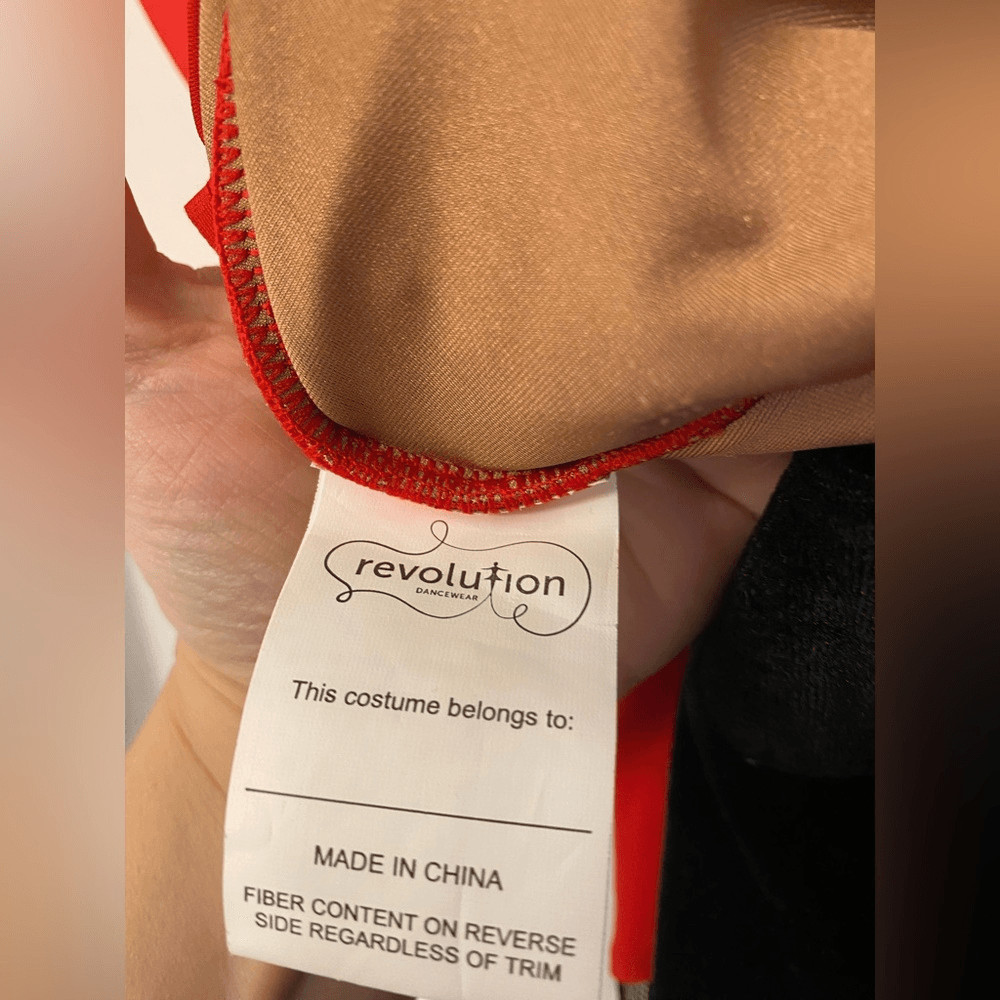 revolution
DANCEWEAR
This costume belongs to:
MADE IN CHINA
FIBER CONTENT ON REVERSE
SIDE REGARDLESS OF TRIM